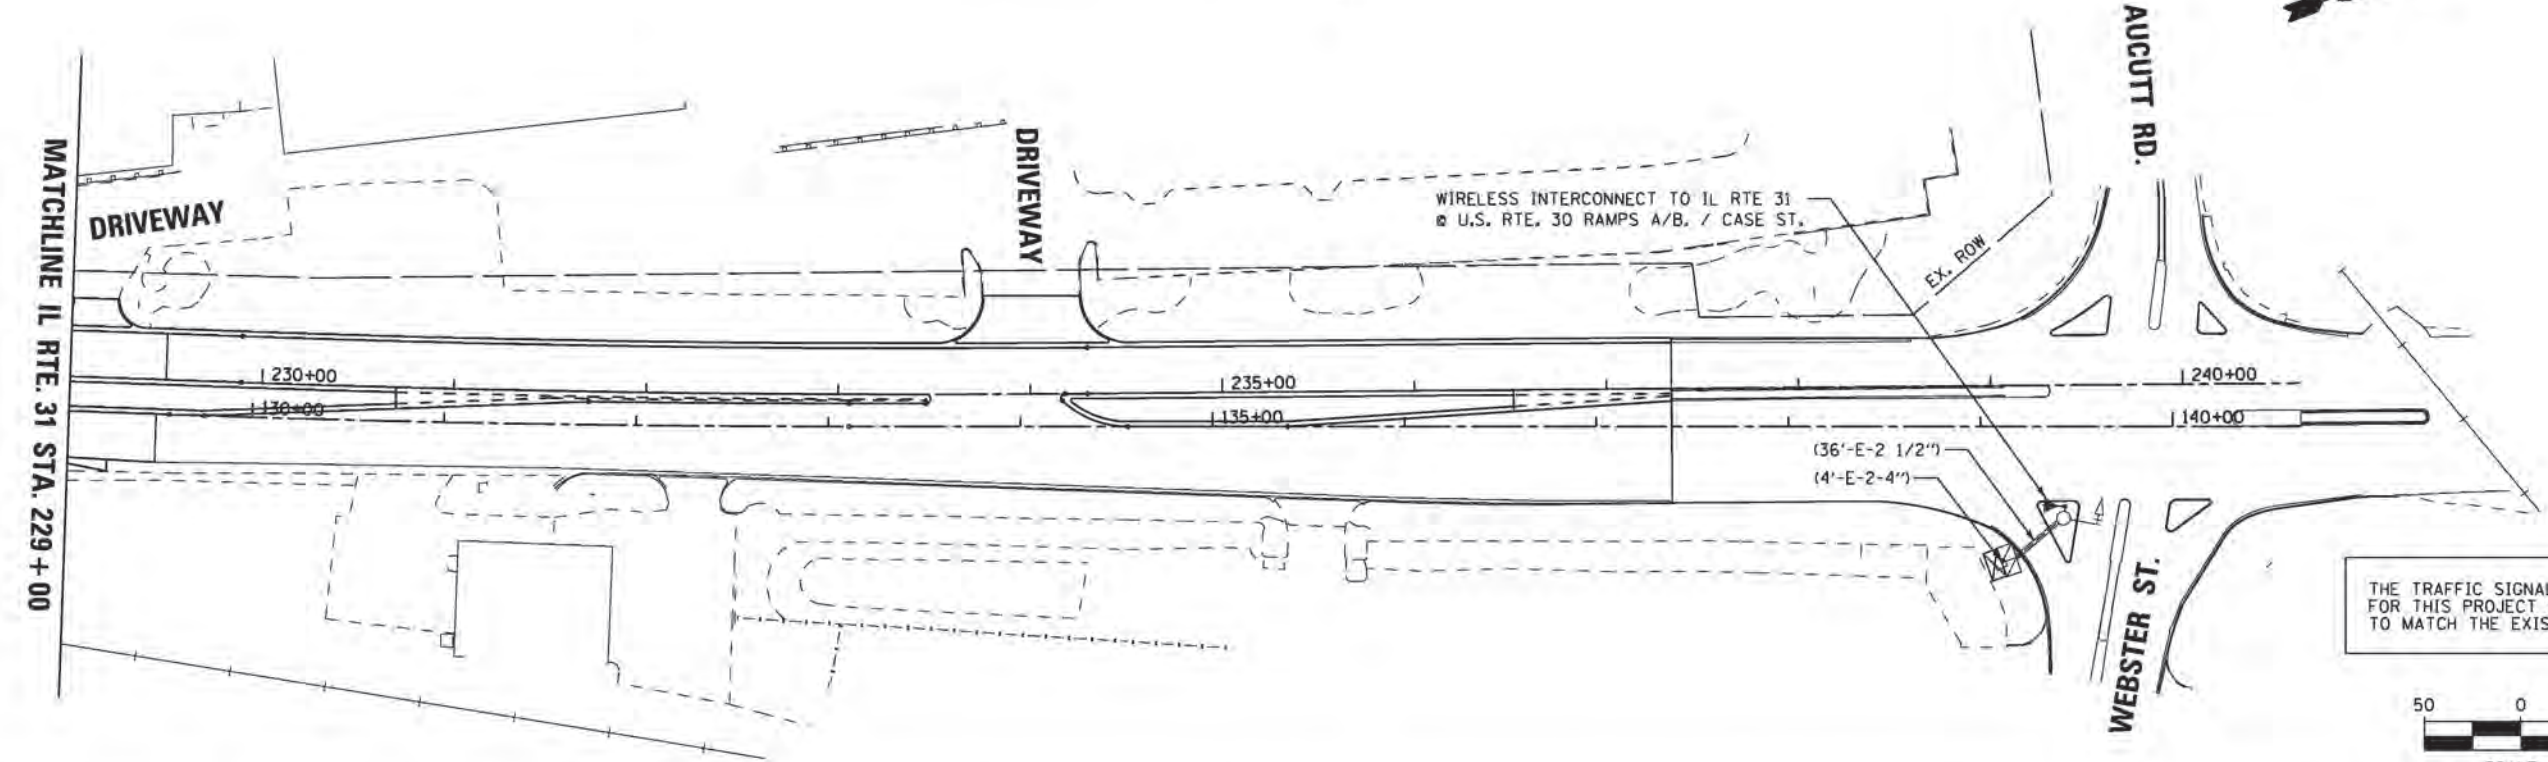 AUCUTT RD.
MATCHLINE IL RTE. 31 STA. 229+00
DRIVEWAY
DRIVEWAY
WIRELESS INTERCONNECT TO IL RTE 31
@ U.S. RTE. 30 RAMPS A/B. / CASE ST.
EX. ROW
230+00
235+00
240+00
130+00
135+00
140+00
(36'-E-2 1/2")
(4'-E-2-4")
WEBSTER ST.
THE TRAFFIC SIGNAL
FOR THIS PROJECT
TO MATCH THE EXIS
50 0